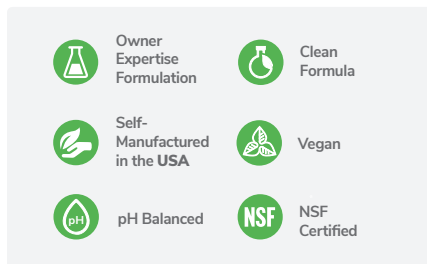 Owner
Expertise
Formulation
Clean
Formula
Self-
Manufactured
in the USA
Vegan
pH
pH Balanced
NSF
NSF
Certified